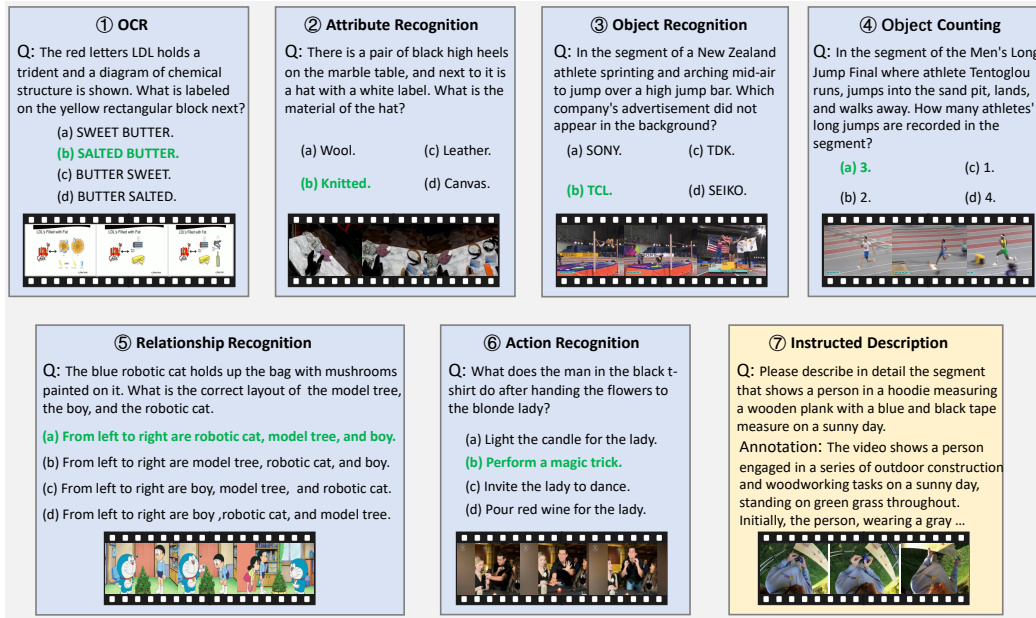 ① OCR
Q: The red letters LDL holds a
trident and a diagram of chemical
structure is shown. What is labeled
on the yellow rectangular block next?
(a) SWEET BUTTER.
(b) SALTED BUTTER.
(c) BUTTER SWEET.
(d) BUTTER SALTED.
LDL's Filled with Fat
LDL's Filled with Fat
LDL's Filled with Fat
② Attribute Recognition
Q: There is a pair of black high heels
on the marble table, and next to it is
a hat with a white label. What is the
material of the hat?
(a) Wool. (c) Leather.
(b) Knitted. (d) Canvas.
③ Object Recognition
Q: In the segment of a New Zealand
athlete sprinting and arching mid-air
to jump over a high jump bar. Which
company's advertisement did not
appear in the background?
(a) SONY. (c) TDK.
(b) TCL. (d) SEIKO.
④ Object Counting
Q: In the segment of the Men's Long
Jump Final where athlete Tentoglou
runs, jumps into the sand pit, lands,
and walks away. How many athletes'
long jumps are recorded in the
segment?
(a) 3. (c) 1.
(b) 2. (d) 4.
⑤ Relationship Recognition
Q: The blue robotic cat holds up the bag with mushrooms
painted on it. What is the correct layout of the model tree,
the boy, and the robotic cat.
(a) From left to right are robotic cat, model tree, and boy.
(b) From left to right are model tree, robotic cat, and boy.
(c) From left to right are boy, model tree, and robotic cat.
(d) From left to right are boy ,robotic cat, and model tree.
⑥ Action Recognition
Q: What does the man in the black t-
shirt do after handing the flowers to
the blonde lady?
(a) Light the candle for the lady.
(b) Perform a magic trick.
(c) Invite the lady to dance.
(d) Pour red wine for the lady.
⑦ Instructed Description
Q: Please describe in detail the segment
that shows a person in a hoodie measuring
a wooden plank with a blue and black tape
measure on a sunny day.
Annotation: The video shows a person
engaged in a series of outdoor construction
and woodworking tasks on a sunny day,
standing on green grass throughout.
Initially, the person, wearing a gray ...